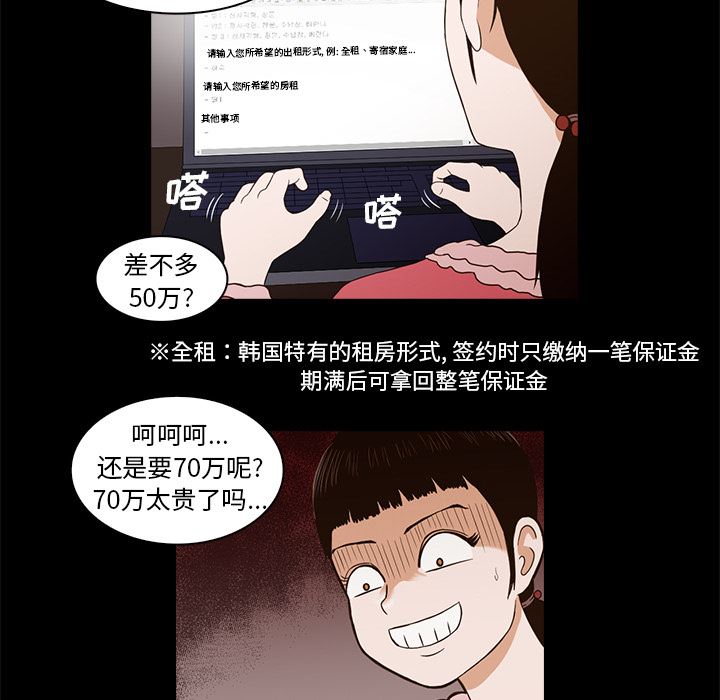 请输入您所希望的出租形式, 例: 全租、寄宿家庭...
请输入您所希望的房租
其他事项
嗒
嗒
差不多
50万?
※全租：韩国特有的租房形式, 签约时只缴纳一笔保证金
期满后可拿回整笔保证金
呵呵呵...
还是要70万呢?
70万太贵了吗...